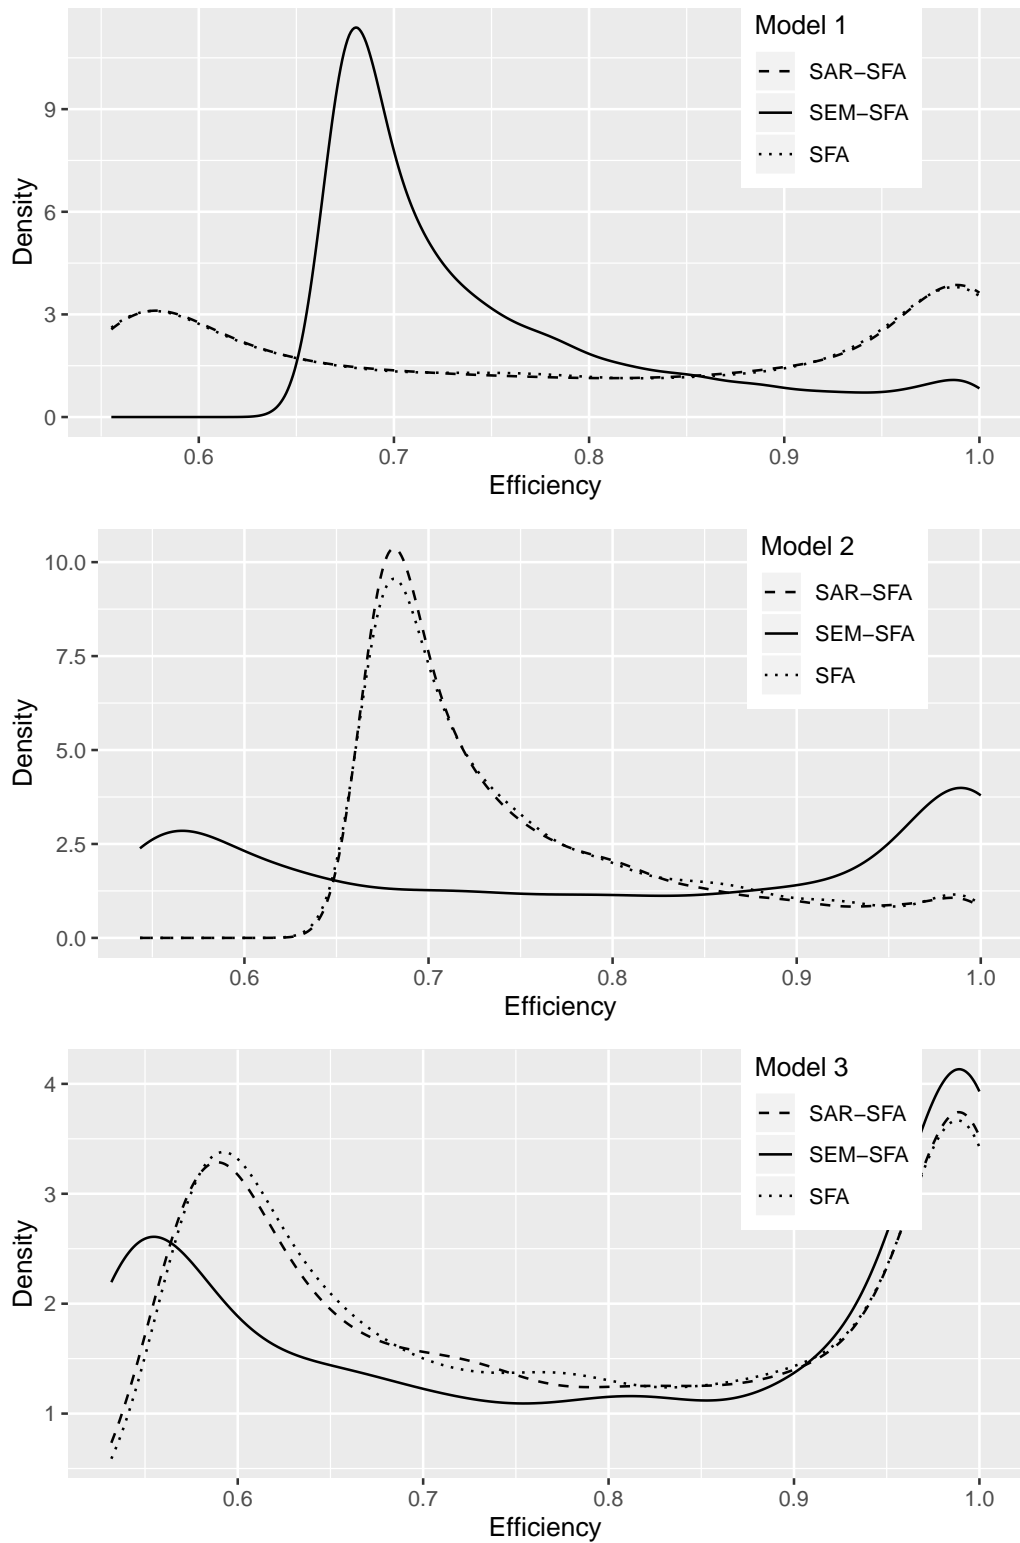 Model 1
SAR−SFA
SEM−SFA
SFA
9
6
3
0
Density
0.6 0.7 0.8 0.9 1.0
Efficiency
Model 2
SAR−SFA
SEM−SFA
SFA
10.0
7.5
5.0
2.5
0.0
Density
0.6 0.7 0.8 0.9 1.0
Efficiency
Model 3
SAR−SFA
SEM−SFA
SFA
4
3
2
1
Density
0.6 0.7 0.8 0.9 1.0
Efficiency